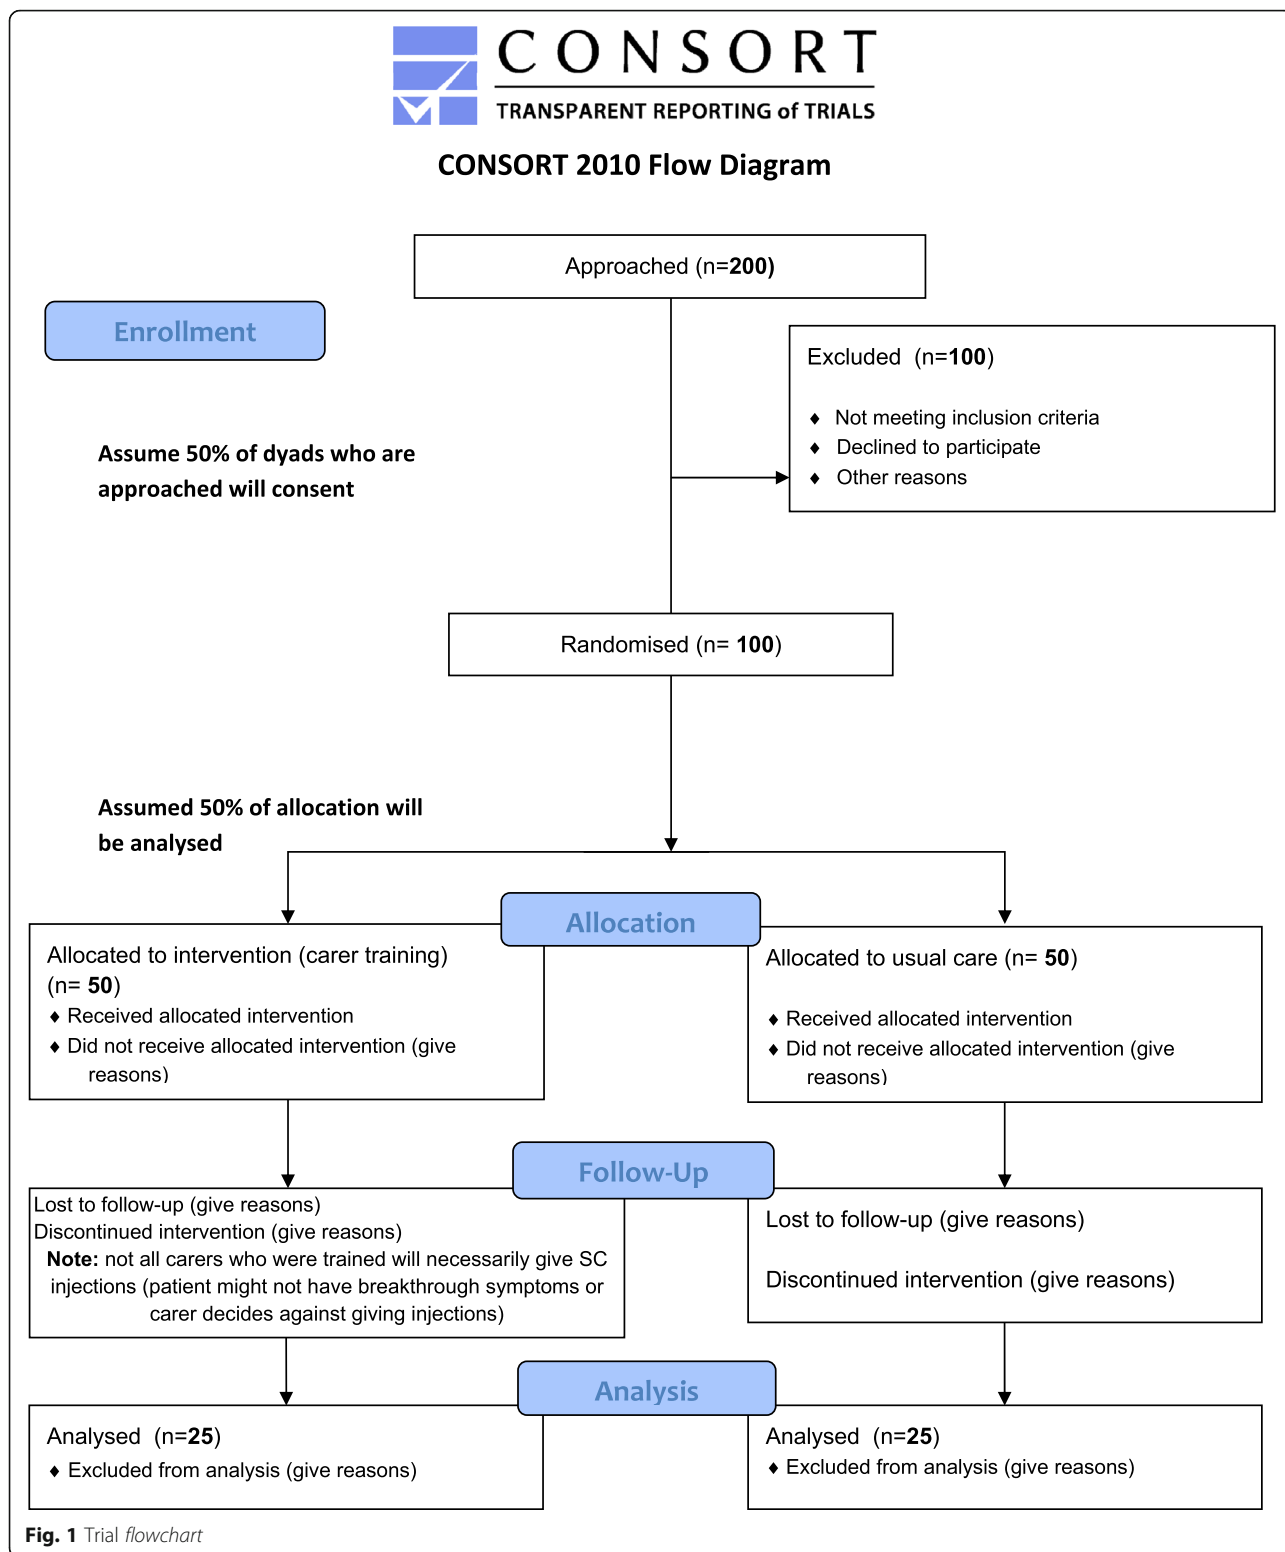 CONSORT
TRANSPARENT REPORTING of TRIALS
CONSORT 2010 Flow Diagram
Approached (n=200)
Enrollment
Excluded (n=100)
♦ Not meeting inclusion criteria
♦ Declined to participate
♦ Other reasons
Assume 50% of dyads who are
approached will consent
Randomised (n= 100)
Assumed 50% of allocation will
be analysed
Allocation
Allocated to intervention (carer training)
(n= 50)
♦ Received allocated intervention
♦ Did not receive allocated intervention (give
reasons)
Allocated to usual care (n= 50)
♦ Received allocated intervention
♦ Did not receive allocated intervention (give
reasons)
Follow-Up
Lost to follow-up (give reasons)
Discontinued intervention (give reasons)
Note: not all carers who were trained will necessarily give SC
injections (patient might not have breakthrough symptoms or
carer decides against giving injections)
Lost to follow-up (give reasons)
Discontinued intervention (give reasons)
Analysis
Analysed (n=25)
♦ Excluded from analysis (give reasons)
Analysed (n=25)
♦ Excluded from analysis (give reasons)
Fig. 1 Trial flowchart